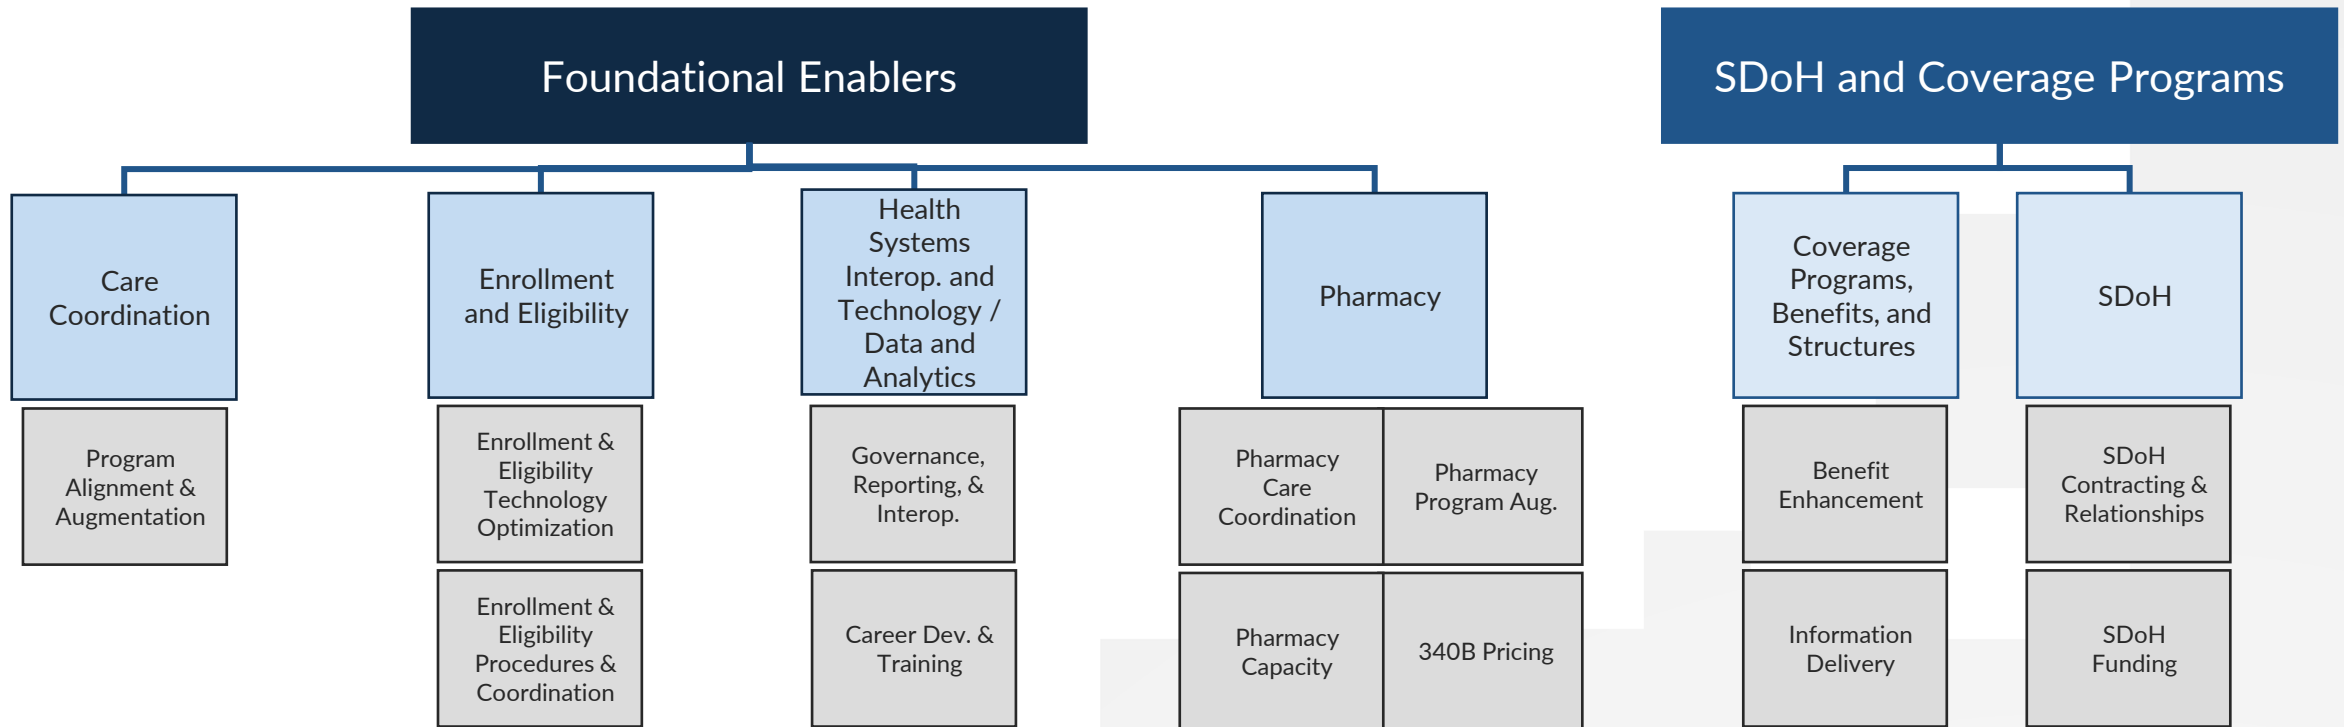 Foundational Enablers
SDoH and Coverage Programs
Care
Coordination
Enrollment
and Eligibility
Health
Systems
Interop. and
Technology /
Data and
Analytics
Pharmacy
Coverage
Programs,
Benefits, and
Structures
SDoH
Program
Alignment &
Augmentation
Enrollment &
Eligibility
Technology
Optimization
Governance,
Reporting, &
Interop.
Pharmacy
Care
Coordination
Pharmacy
Program Aug.
Benefit
Enhancement
SDoH
Contracting &
Relationships
Enrollment &
Eligibility
Procedures &
Coordination
Career Dev. &
Training
Pharmacy
Capacity
340B Pricing
Information
Delivery
SDoH
Funding